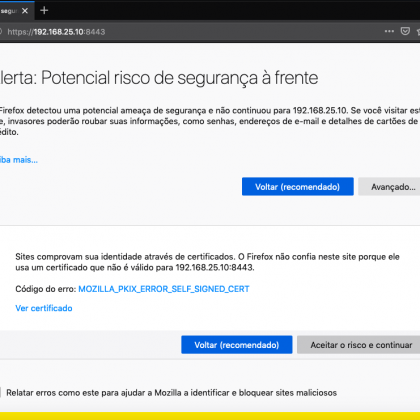 segu
https://192.168.25.10:8443
lerta: Potencial risco de segurança à frente
Firefox detectou uma potencial ameaça de segurança e não continuou para 192.168.25.10. Se você visitar est
e, invasores poderão roubar suas informações, como senhas, endereços de e-mail e detalhes de cartões de
édito.
iba mais...
Voltar (recomendado)
Avançado...
Sites comprovam sua identidade através de certificados. O Firefox não confia neste site porque ele
usa um certificado que não é válido para 192.168.25.10:8443.
Código do erro: MOZILLA_PKIX_ERROR_SELF_SIGNED_CERT
Ver certificado
Voltar (recomendado)
Aceitar o risco e continuar
Relatar erros como este para ajudar a Mozilla a identificar e bloquear sites maliciosos